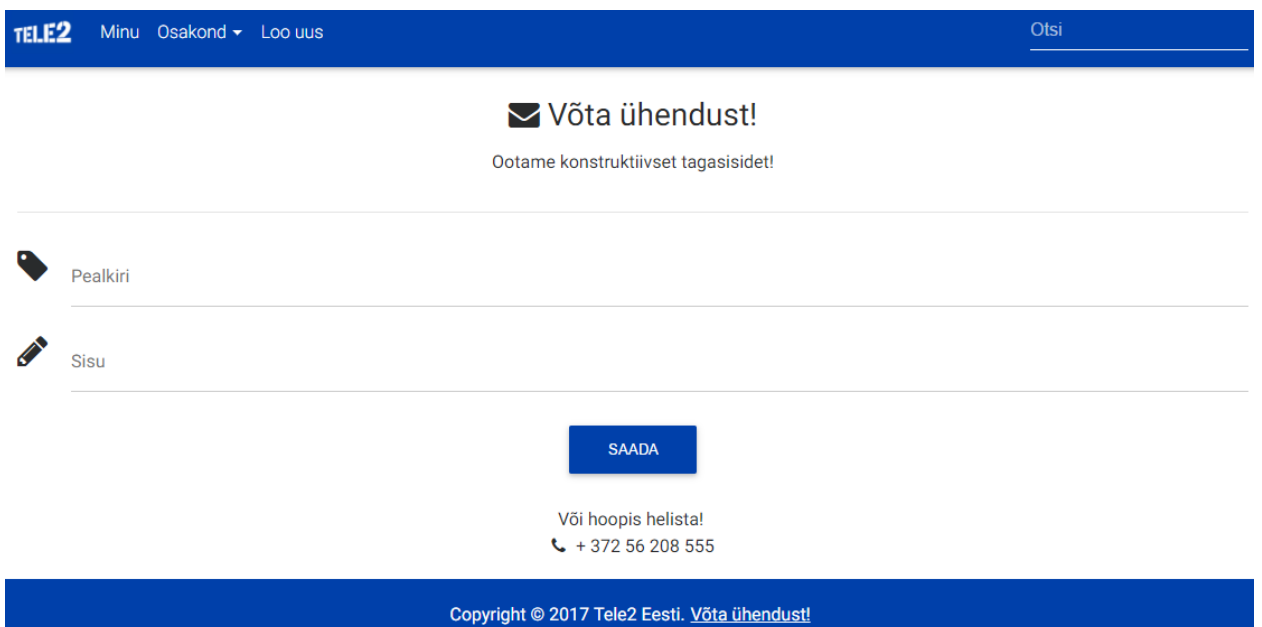 TELE2 Minu Osakond Loo uus Otsi
Võta ühendust!
Ootame konstruktiivset tagasisidet!
Pealkiri
Sisu
SAADA
Või hoopis helista!
+ 372 56 208 555
Copyright © 2017 Tele2 Eesti. Võta ühendust!